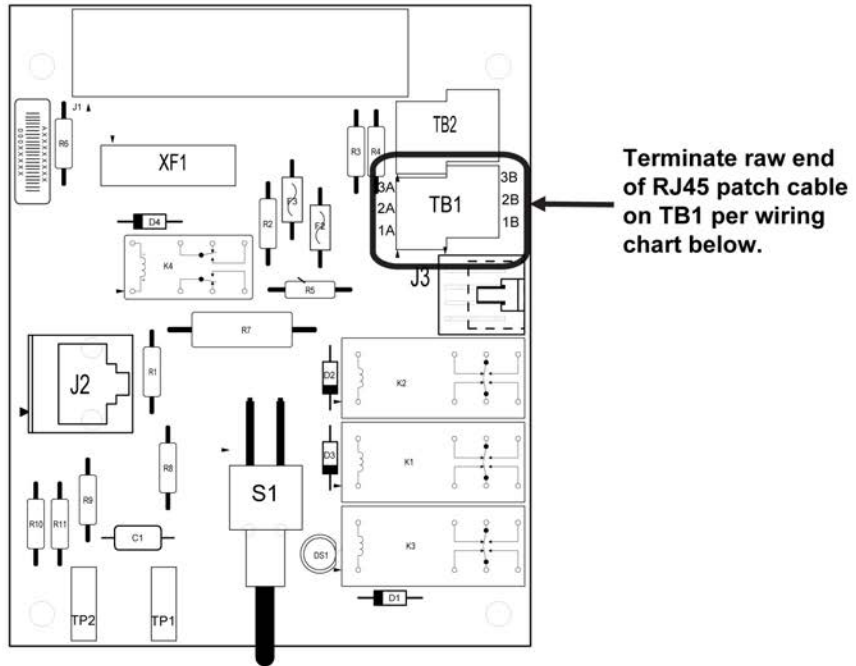 J1
AXXXXXXXX
D00XXXXX
R6
XF1
R3
R4
TB2
3A
2A
1A
TB1
3B
2B
1B
Terminate raw end
of RJ45 patch cable
on TB1 per wiring
chart below.
D4
R2
F3
F2
K4
R5
J3
R7
J2
R1
D2
K2
D3
K1
R8
S1
R10
R11
R9
C1
DS1
K3
TP2
TP1
D1